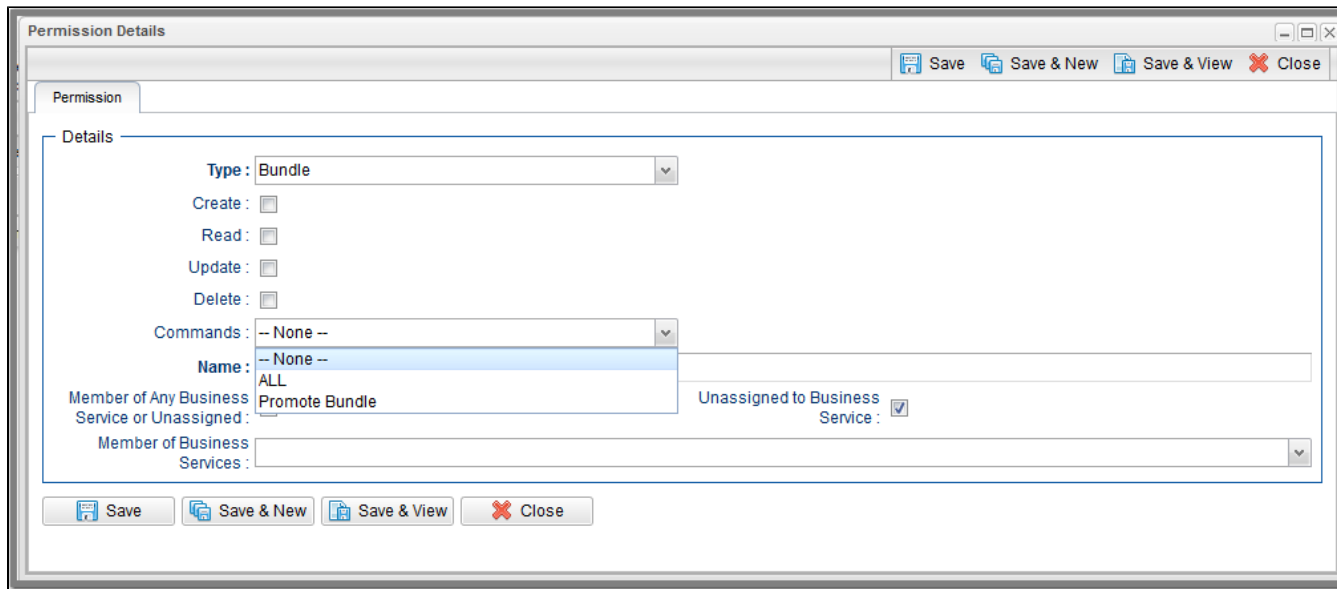 Permission Details
Save Save & New Save & View Close
Permission
Details
Type : Bundle
Create :
Read :
Update :
Delete :
Commands : -- None --
-- None --
Name :
ALL
Promote Bundle
Member of Any Business
Service or Unassigned :
Unassigned to Business
Service :
Member of Business
Services :
Save Save & New Save & View Close